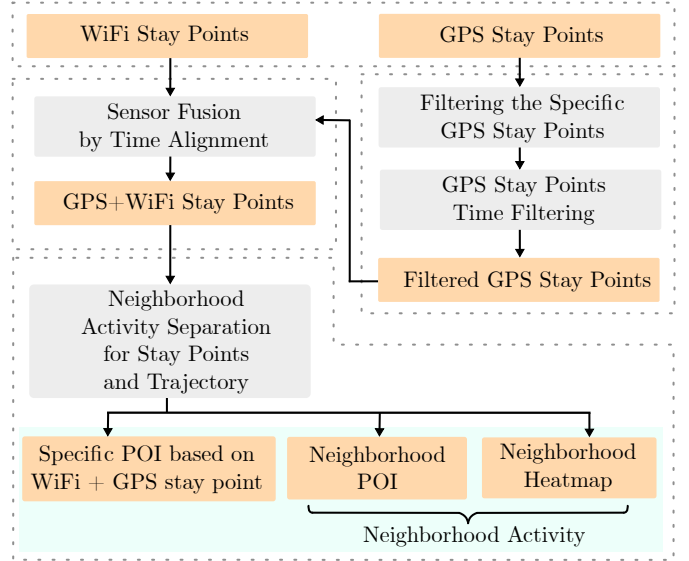 WiFi Stay Points
GPS Stay Points
Sensor Fusion
by Time Alignment
Filtering the Specific
GPS Stay Points
GPS+WiFi Stay Points
GPS Stay Points
Time Filtering
Filtered GPS Stay Points
Neighborhood
Activity Separation
for Stay Points
and Trajectory
Specific POI based on
WiFi + GPS stay point
Neighborhood
POI
Neighborhood
Heatmap
Neighborhood Activity